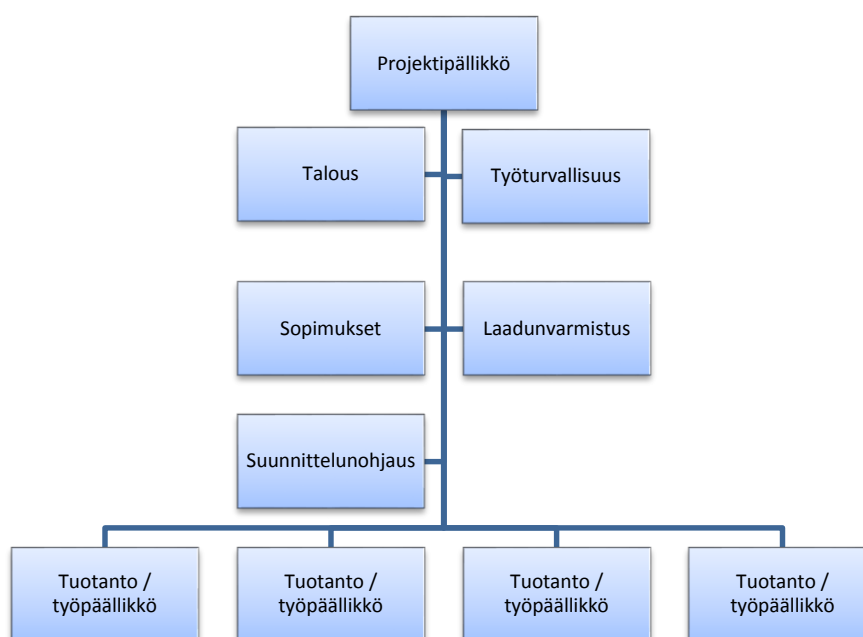 Projektipällikkö
Talous
Työturvallisuus
Sopimukset
Laadunvarmistus
Suunnittelunohjaus
Tuotanto /
työpäällikkö
Tuotanto /
työpäällikkö
Tuotanto /
työpäällikkö
Tuotanto /
työpäällikkö